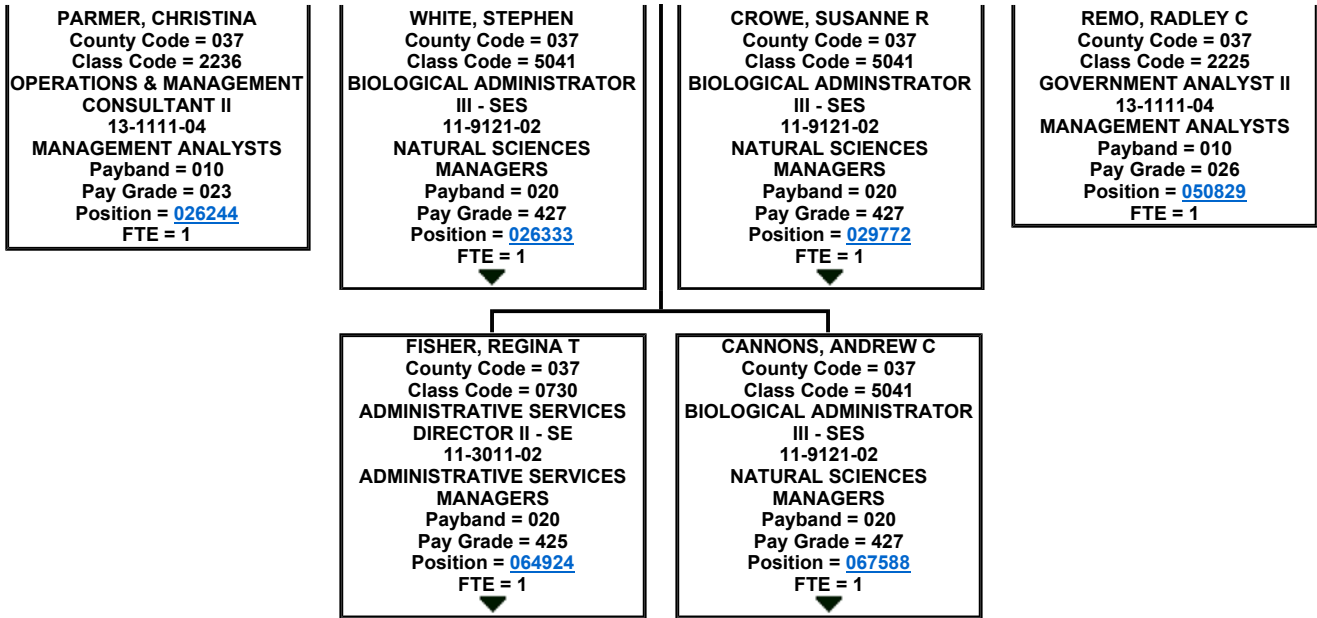 PARMER, CHRISTINA
County Code = 037
Class Code = 2236
OPERATIONS & MANAGEMENT
CONSULTANT II
13-1111-04
MANAGEMENT ANALYSTS
Payband = 010
Pay Grade = 023
Position = 026244
FTE = 1
WHITE, STEPHEN
County Code = 037
Class Code = 5041
BIOLOGICAL ADMINISTRATOR
III - SES
11-9121-02
NATURAL SCIENCES
MANAGERS
Payband = 020
Pay Grade = 427
Position = 026333
FTE = 1
CROWE, SUSANNE R
County Code = 037
Class Code = 5041
BIOLOGICAL ADMINSTRATOR
III - SES
11-9121-02
NATURAL SCIENCES
MANAGERS
Payband = 020
Pay Grade = 427
Position = 029772
FTE = 1
REMO, RADLEY C
County Code = 037
Class Code = 2225
GOVERNMENT ANALYST II
13-1111-04
MANAGEMENT ANALYSTS
Payband = 010
Pay Grade = 026
Position = 050829
FTE = 1
FISHER, REGINA T
County Code = 037
Class Code = 0730
ADMINISTRATIVE SERVICES
DIRECTOR II - SE
11-3011-02
ADMINISTRATIVE SERVICES
MANAGERS
Payband = 020
Pay Grade = 425
Position = 064924
FTE = 1
CANNONS, ANDREW C
County Code = 037
Class Code = 5041
BIOLOGICAL ADMINISTRATOR
III - SES
11-9121-02
NATURAL SCIENCES
MANAGERS
Payband = 020
Pay Grade = 427
Position = 067588
FTE = 1